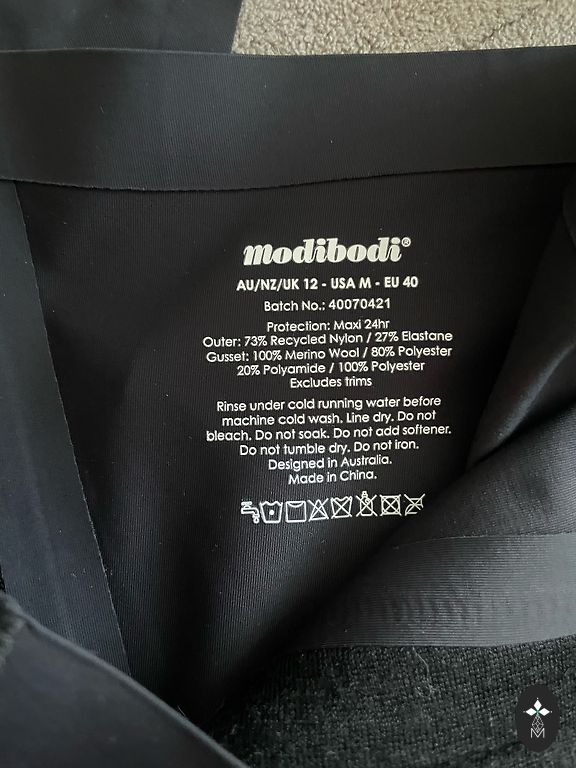 modibodi®
AU/NZ/UK 12 - USA M - EU 40
Batch No.: 40070421
Protection: Maxi 24hr
Outer: 73% Recycled Nylon / 27% Elastane
Gusset: 100% Merino Wool / 80% Polyester
20% Polyamide / 100% Polyester
Excludes trims
Rinse under cold running water before
machine cold wash. Line dry. Do not
bleach. Do not soak. Do not add softener.
Do not tumble dry. Do not iron.
Designed in Australia.
Made in China.
M